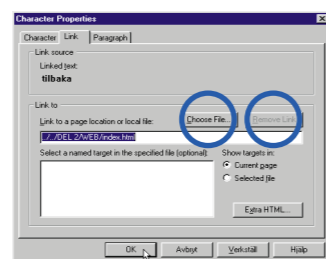 Character Properties
Character Link Paragraph
Link source
Linked text:
tilbaka
Link to
Link to a page location or local file:
Choose File...
Remove Link
../../DEL 2/WEB/index.html
Select a named target in the specified file (optional):
Show targets in:
Current page
Selected file
Extra HTML...
OK Avbryt Verkställ Hjälp